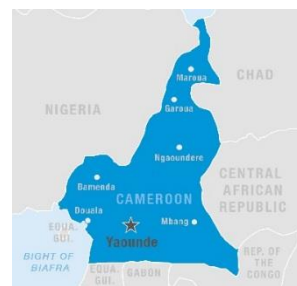 Maroua
CHAD
Garoua
NIGERIA
Ngaoundere
CENTRAL
AFRICAN
REPUBLIC
Bamenda
CAMEROON
Douala
Mbang
EQUA.
GUI.
Yaounde
BIGHT OF
BIAFRA
REP. OF
THE
CONGO
EQUA.
GUI.
GABON